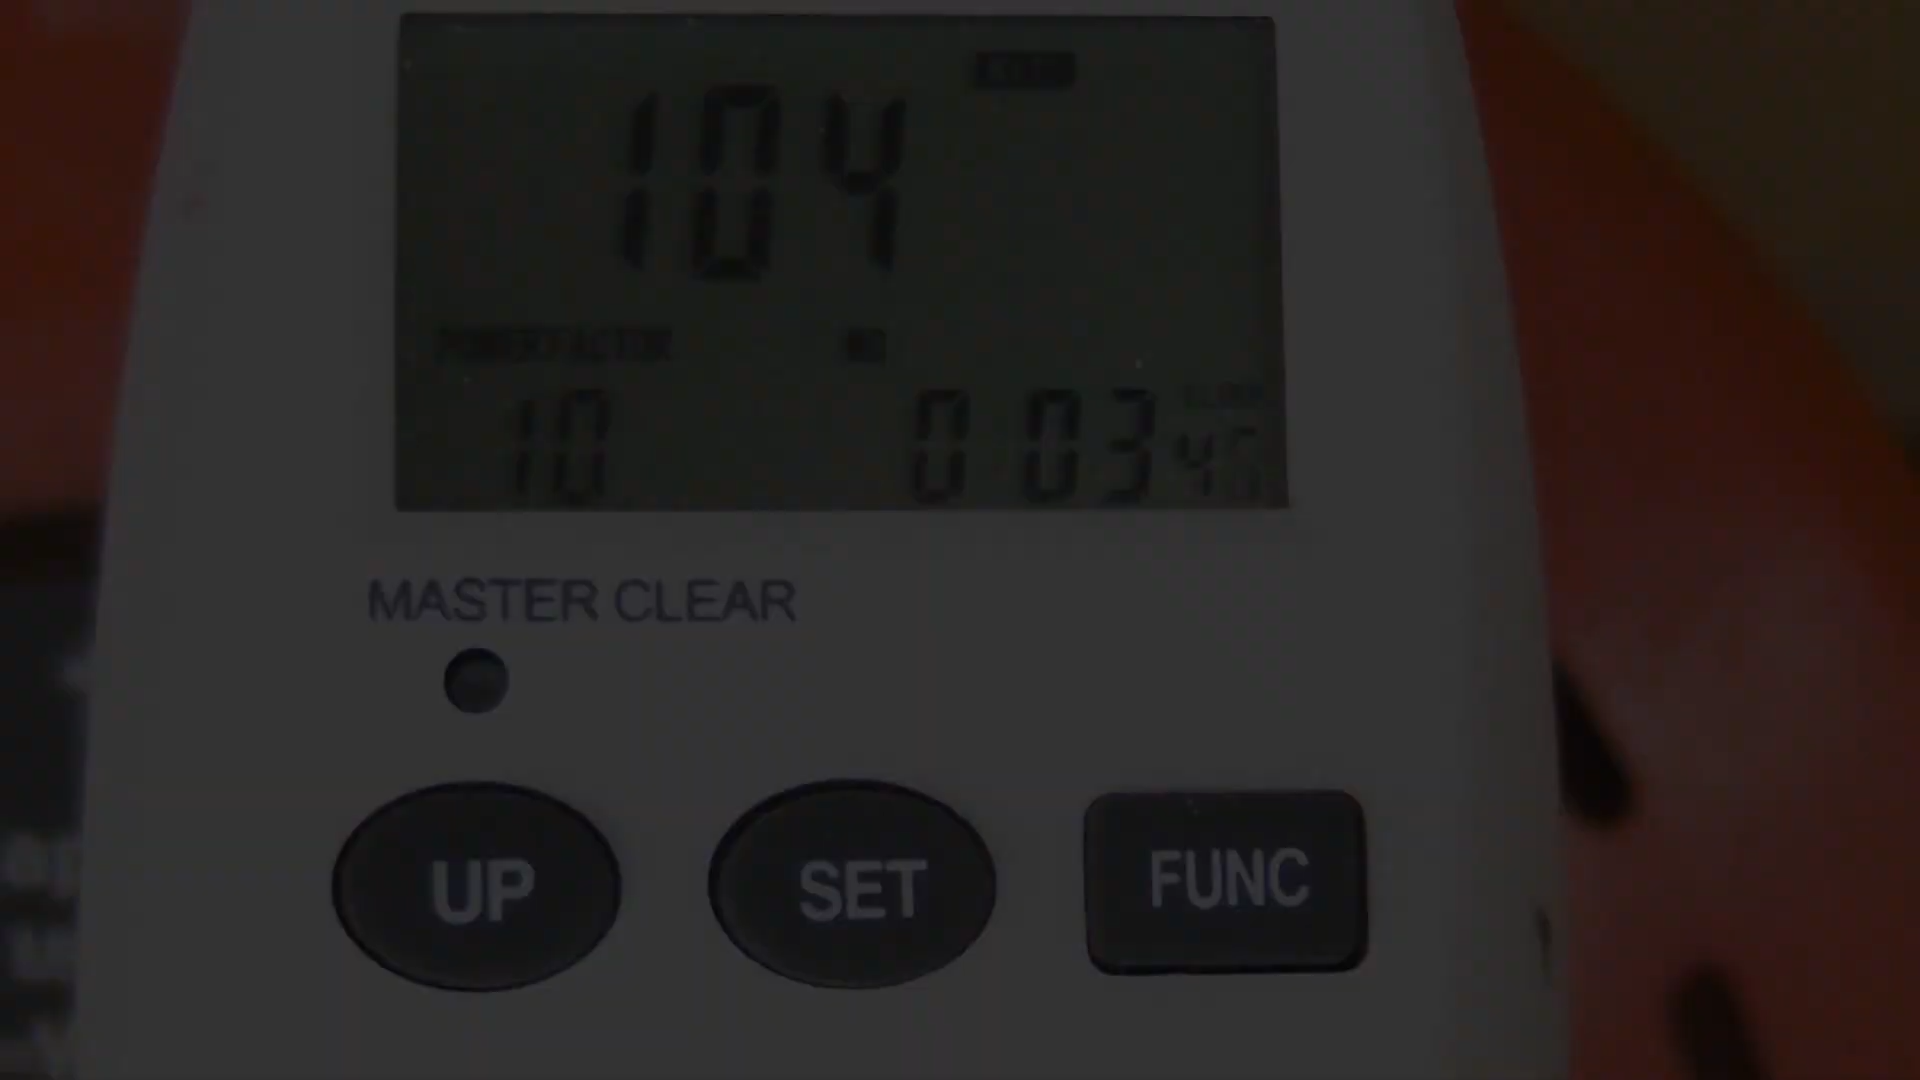 104
POWER FACTOR
10 0 03
MASTER CLEAR
UP SET FUNC